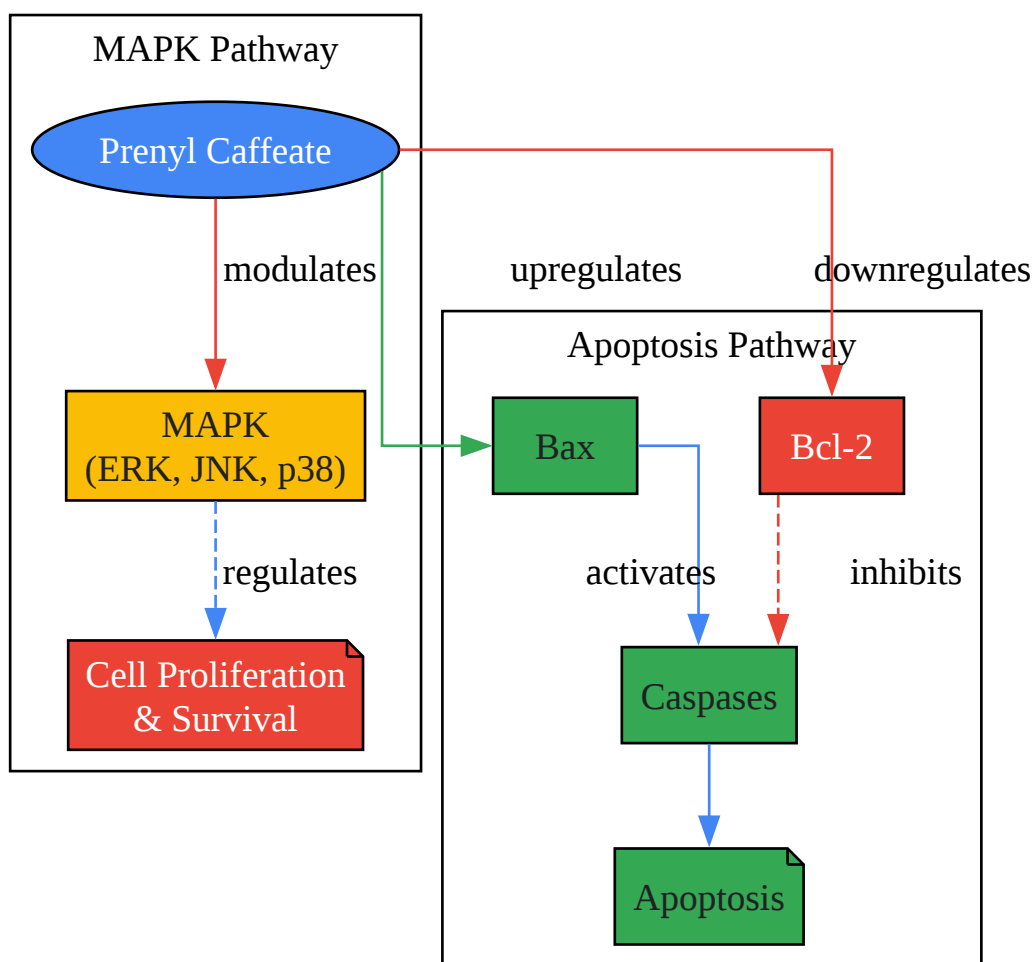 MAPK Pathway
Prenyl Caffeate
modulates
upregulates
downregulates
Apoptosis Pathway
MAPK
(ERK, JNK, p38)
Bax
Bcl-2
regulates
activates
inhibits
Cell Proliferation
& Survival
Caspases
Apoptosis